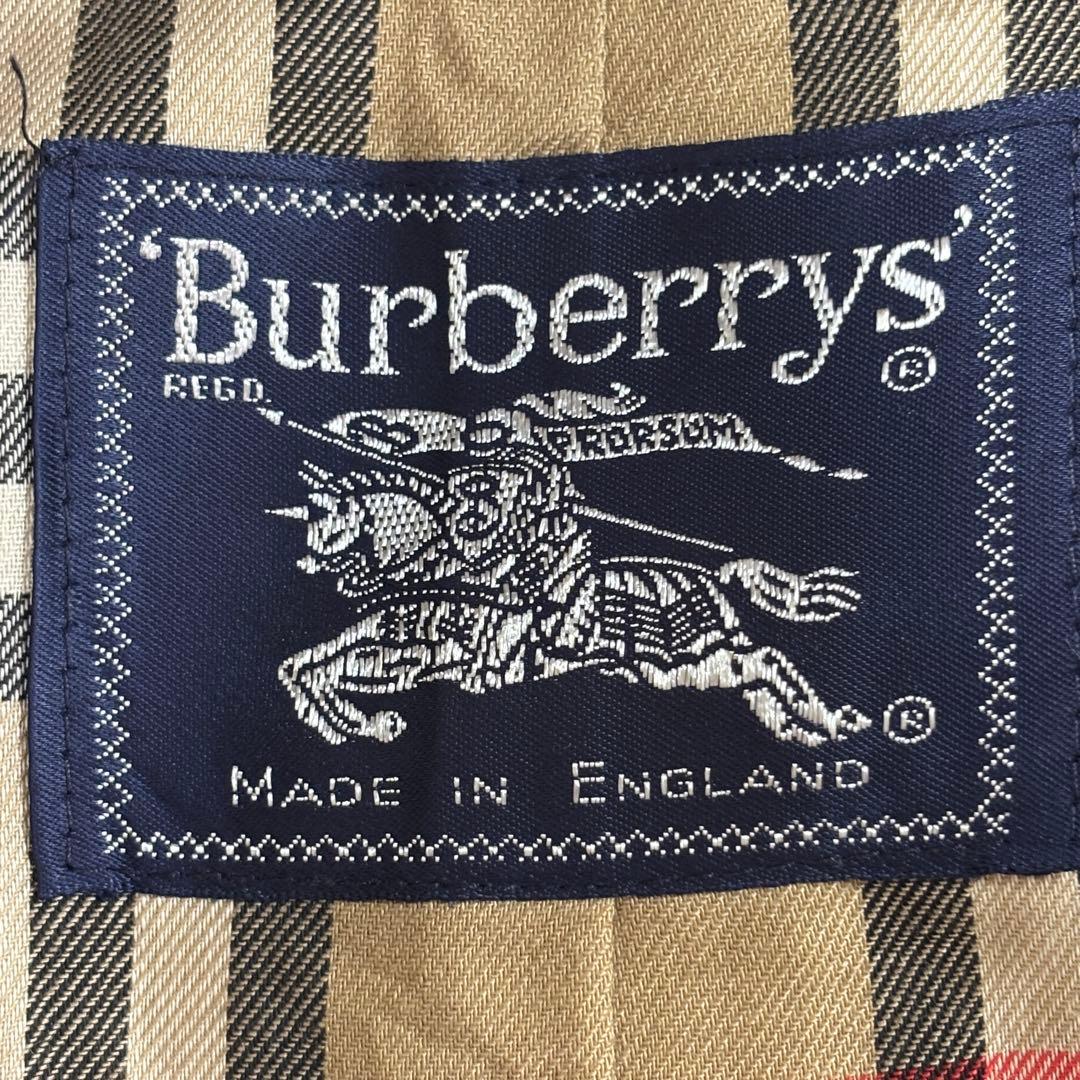 ‘Burberrys’
REGD. ®
PRORSUM
B
®
MADE IN ENGLAND